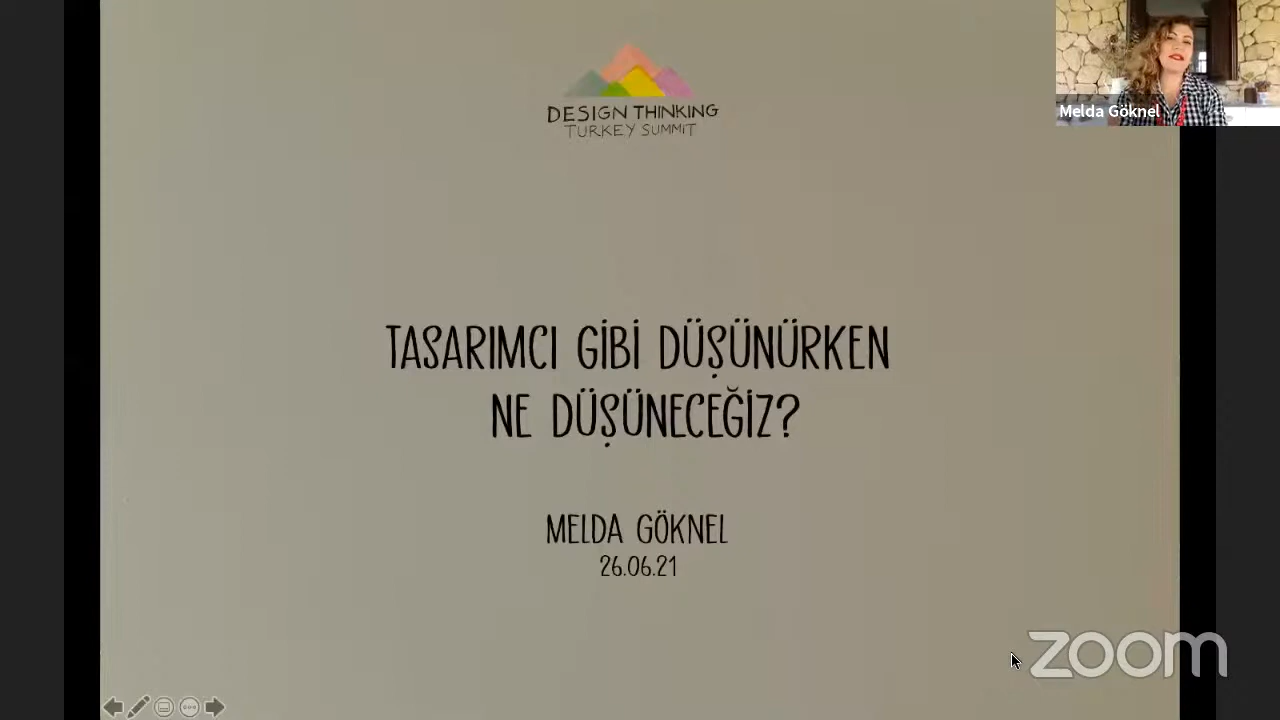 DESIGN THINKING
TURKEY SUMMIT
Melda Göknel
TASARIMCI GİBİ DÜŞÜNÜRKEN
NE DÜŞÜNECEĞİZ?
MELDA GÖKNEL
26.06.21
zoom